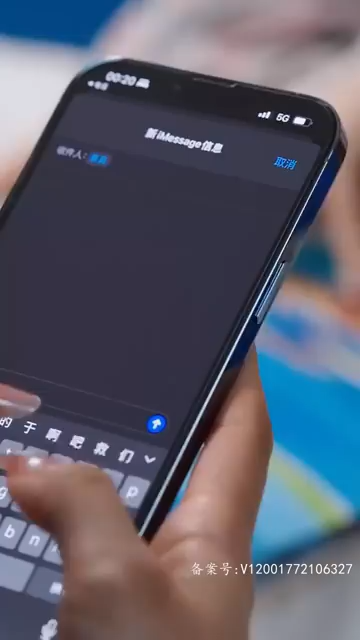 00:20
5G
新iMessage信息
取消
收件人：
的 于 啊 吧 救 们
p
g
b n
备案号:V12001772106327